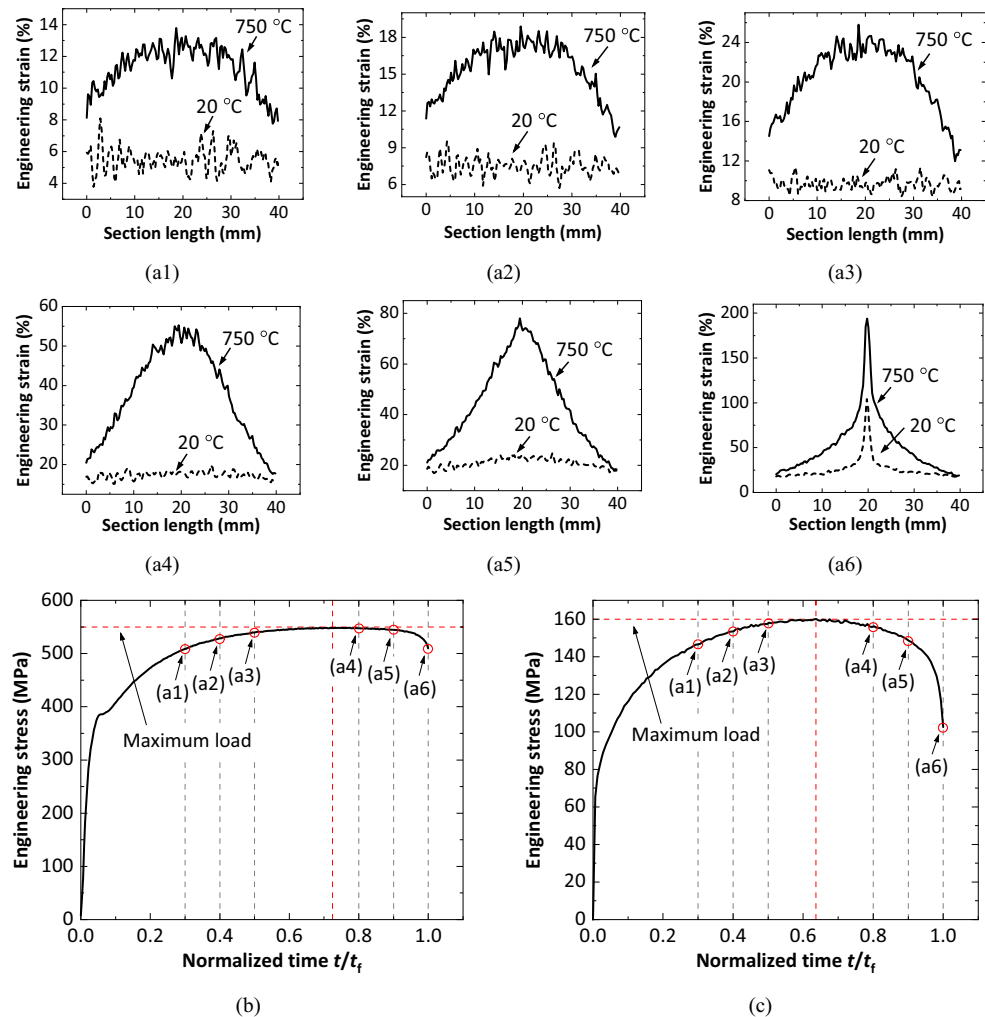 Engineering strain (%)
14
12
10
8
6
4
750 °C
20 °C
0 10 20 30 40
Section length (mm)
(a1)
Engineering strain (%)
18
15
12
9
6
750 °C
20 °C
0 10 20 30 40
Section length (mm)
(a2)
Engineering strain (%)
24
20
16
12
8
750 °C
20 °C
0 10 20 30 40
Section length (mm)
(a3)
Engineering strain (%)
60
50
40
30
20
750 °C
20 °C
0 10 20 30 40
Section length (mm)
(a4)
Engineering strain (%)
80
60
40
20
750 °C
20 °C
0 10 20 30 40
Section length (mm)
(a5)
Engineering strain (%)
200
150
100
50
0
750 °C
20 °C
0 10 20 30 40
Section length (mm)
(a6)
Engineering stress (MPa)
600
500
400
300
200
100
0
(a1)
(a2)
(a3)
(a4)
(a5)
(a6)
Maximum load
0.0 0.2 0.4 0.6 0.8 1.0
Normalized time t/tf
(b)
Engineering stress (MPa)
180
160
140
120
100
80
60
40
20
0
(a1)
(a2)
(a3)
(a4)
(a5)
(a6)
Maximum load
0.0 0.2 0.4 0.6 0.8 1.0
Normalized time t/tf
(c)